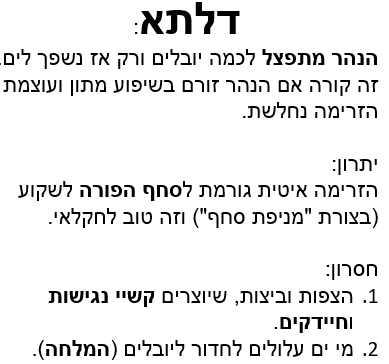 דלתא:
הנהר מתפצל לכמה יובלים ורק אז נשפך לים.
זה קורה אם הנהר זורם בשיפוע מתון ועוצמת
הזרימה נחלשת.
יתרון:
הזרימה איטית גורמת לסחף הפורה לשקוע
(בצורת "מניפת סחף") וזה טוב לחקלאי.
חסרון:
1. הצפות וביצות, שיוצרים קשיי נגישות
וחיידקים.
2. מי ים עלולים לחדור ליובלים (המלחה).